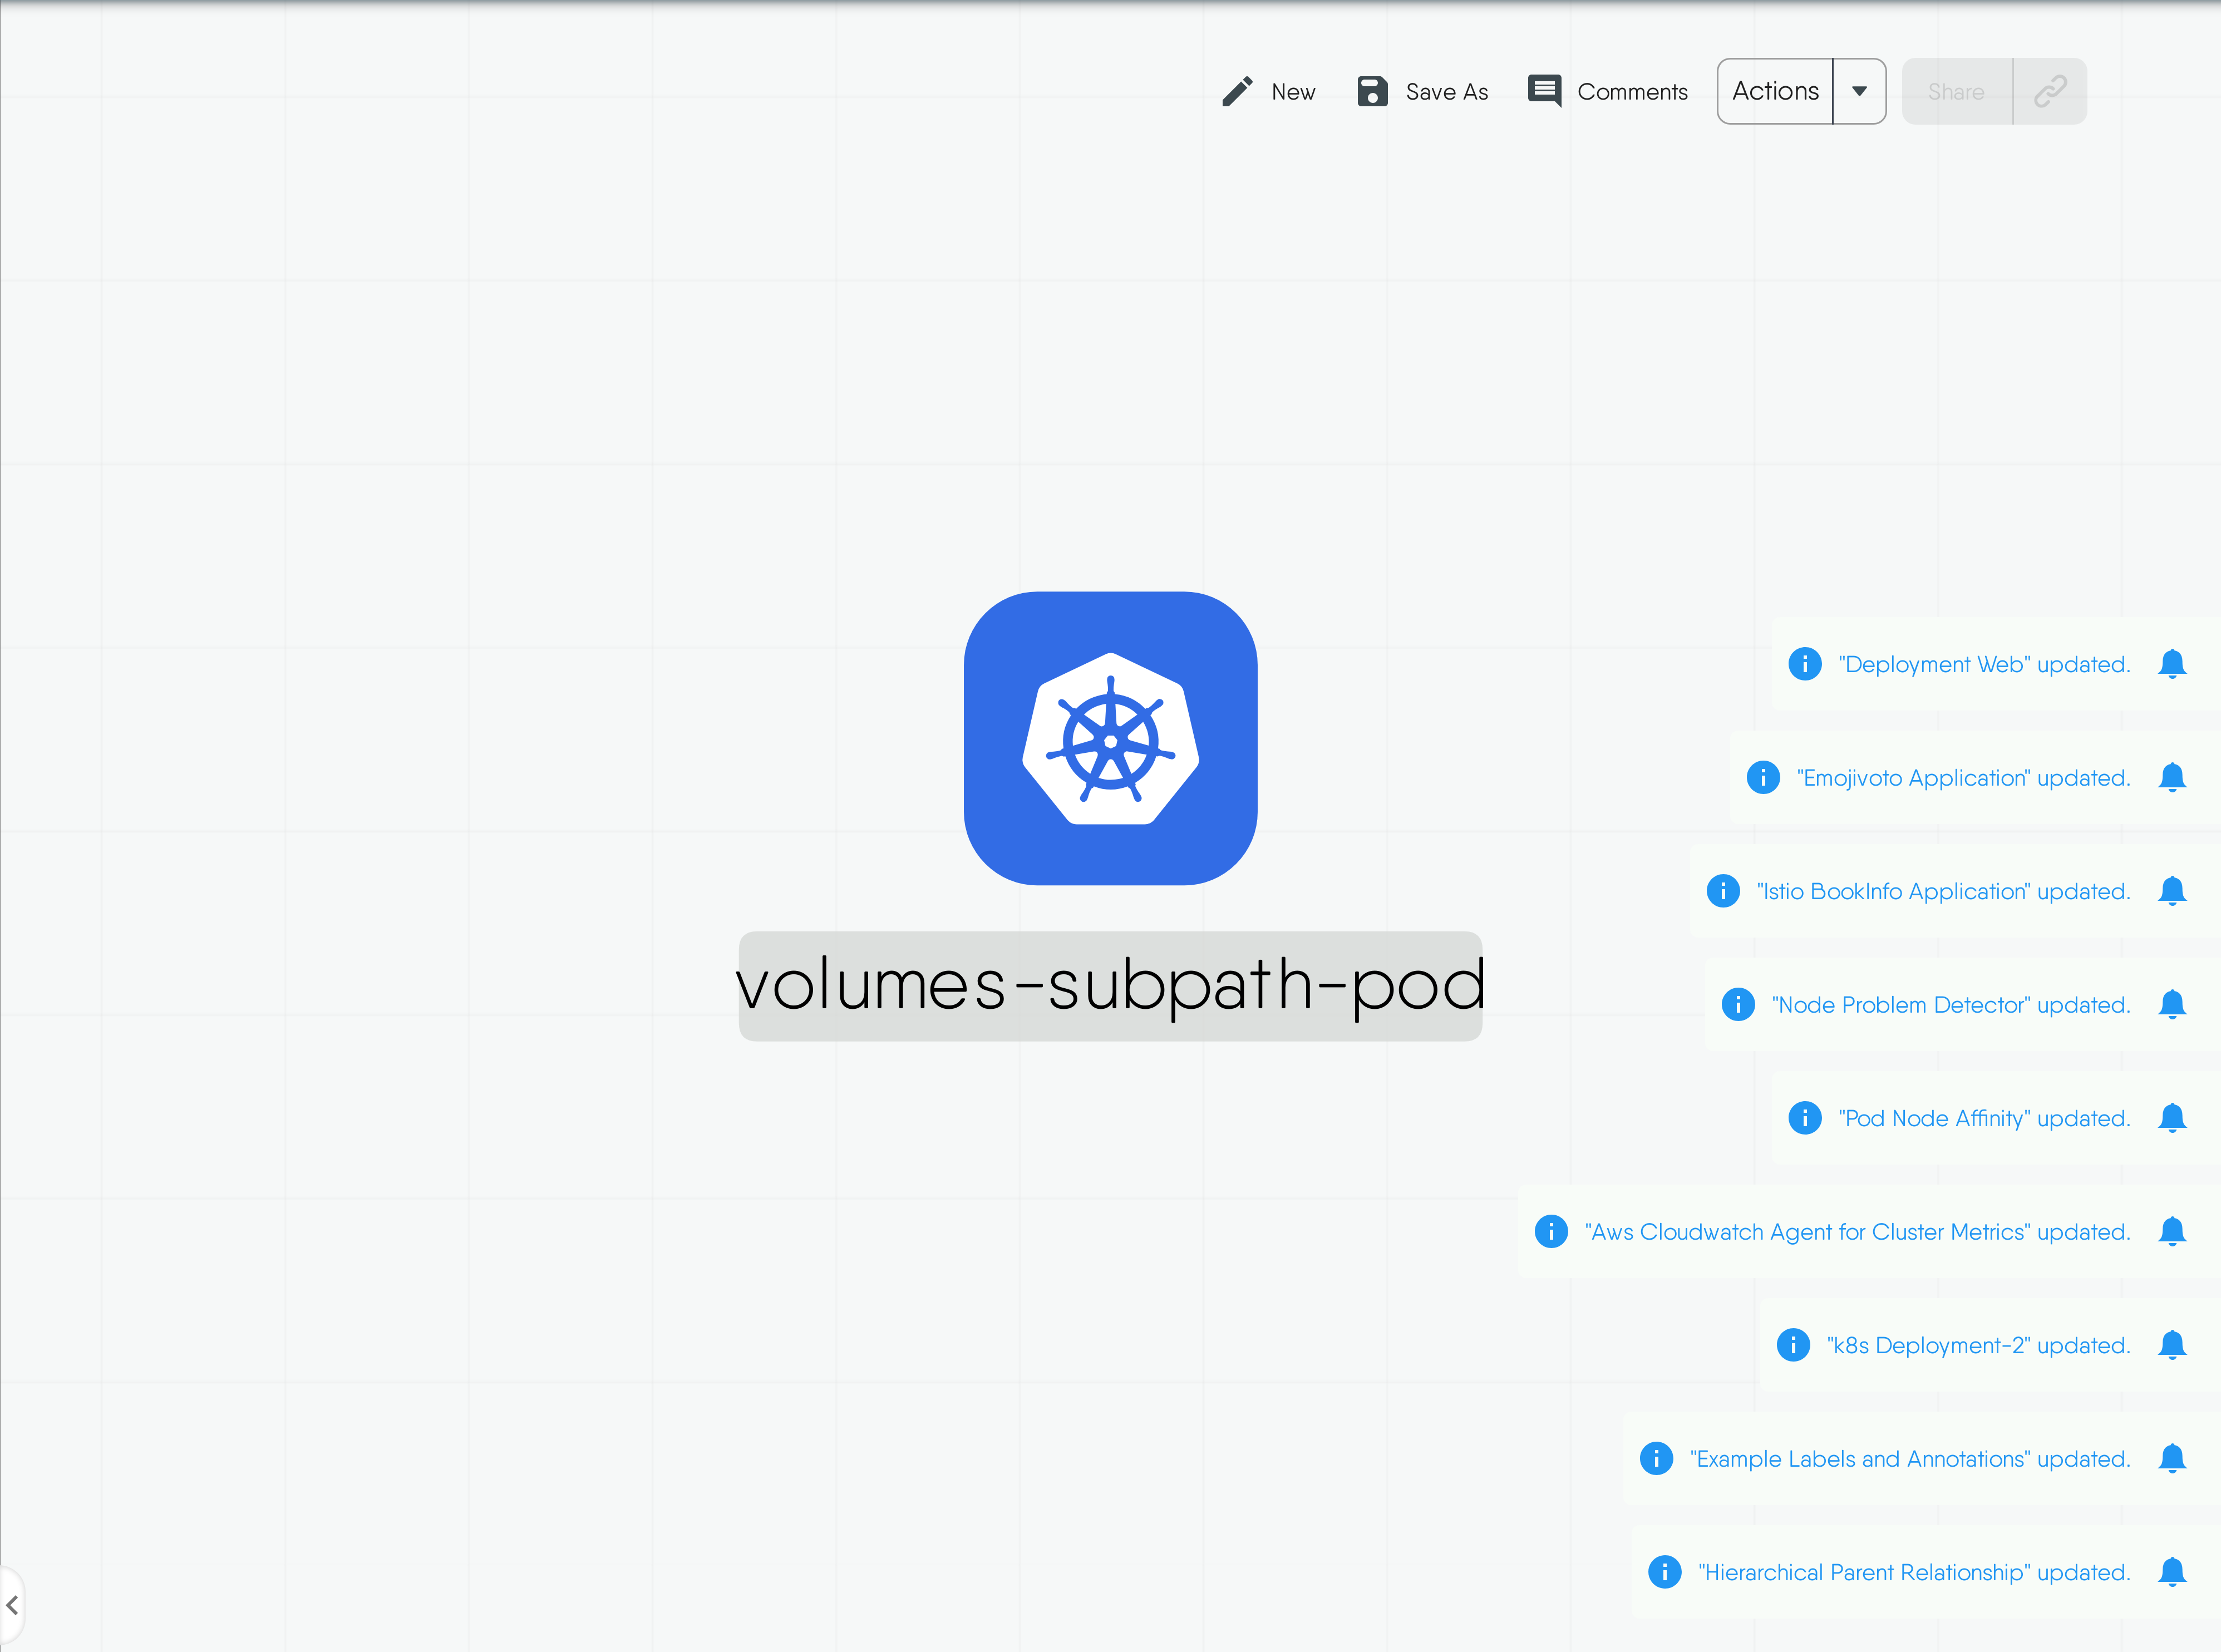 New
Save As
Comments
Actions
Share
volumes-subpath-pod
"Deployment Web" updated.
"Emojivoto Application" updated.
"Istio BookInfo Application" updated.
"Node Problem Detector" updated.
"Pod Node Affinity" updated.
"Aws Cloudwatch Agent for Cluster Metrics" updated.
"k8s Deployment-2" updated.
"Example Labels and Annotations" updated.
"Hierarchical Parent Relationship" updated.